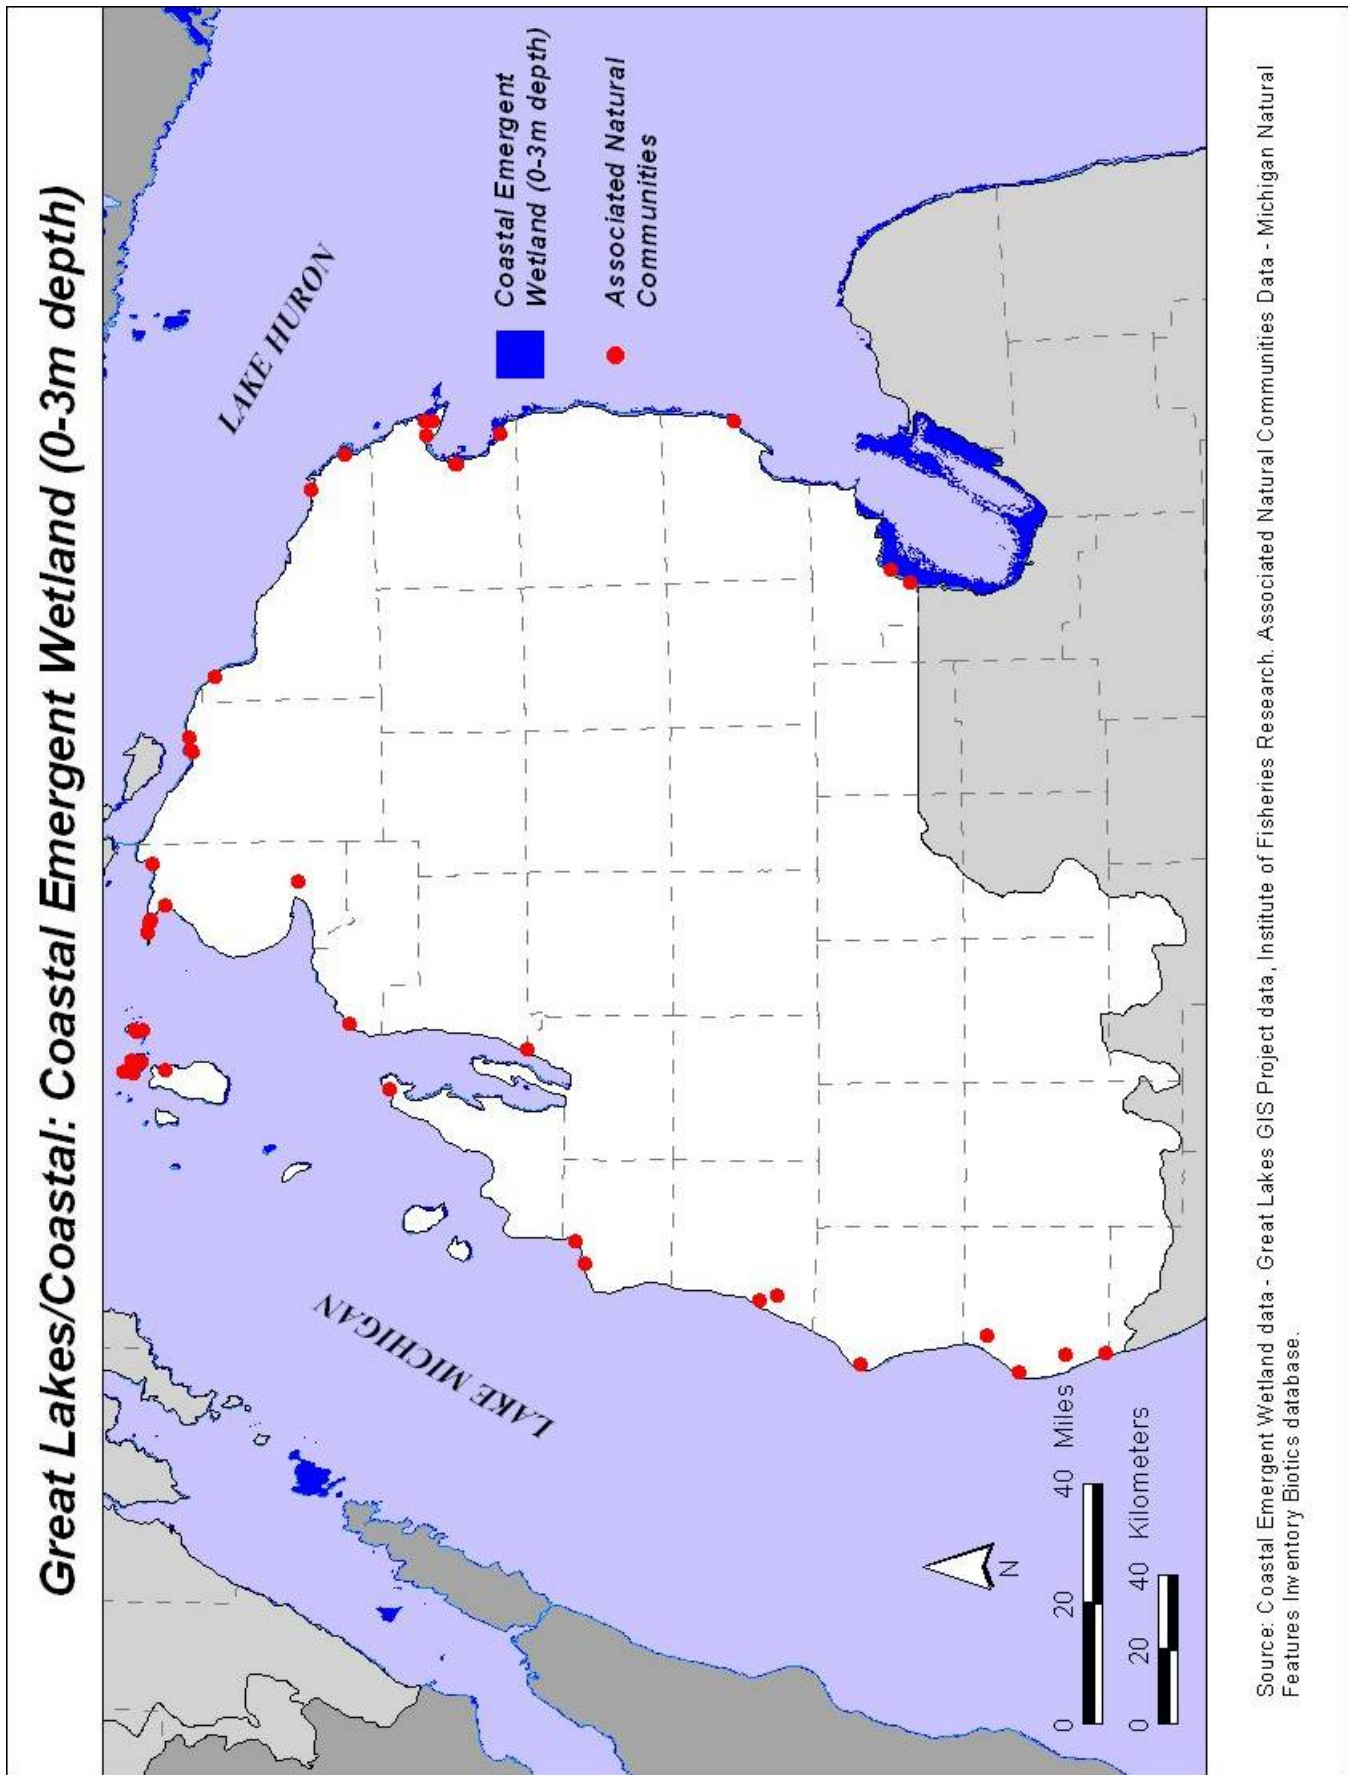 Great Lakes/Coastal: Coastal Emergent Wetland (0-3m depth)
LAKE HURON
Coastal Emergent
Wetland (0-3m depth)
Associated Natural
Communities
LAKE MICHIGAN
N
0 20 40 Miles
0 20 40 Kilometers
Source: Coastal Emergent Wetland data - Great Lakes GIS Project data, Institute of Fisheries Research. Associated Natural Communities Data - Michigan Natural
Features Inventory Biotics database.